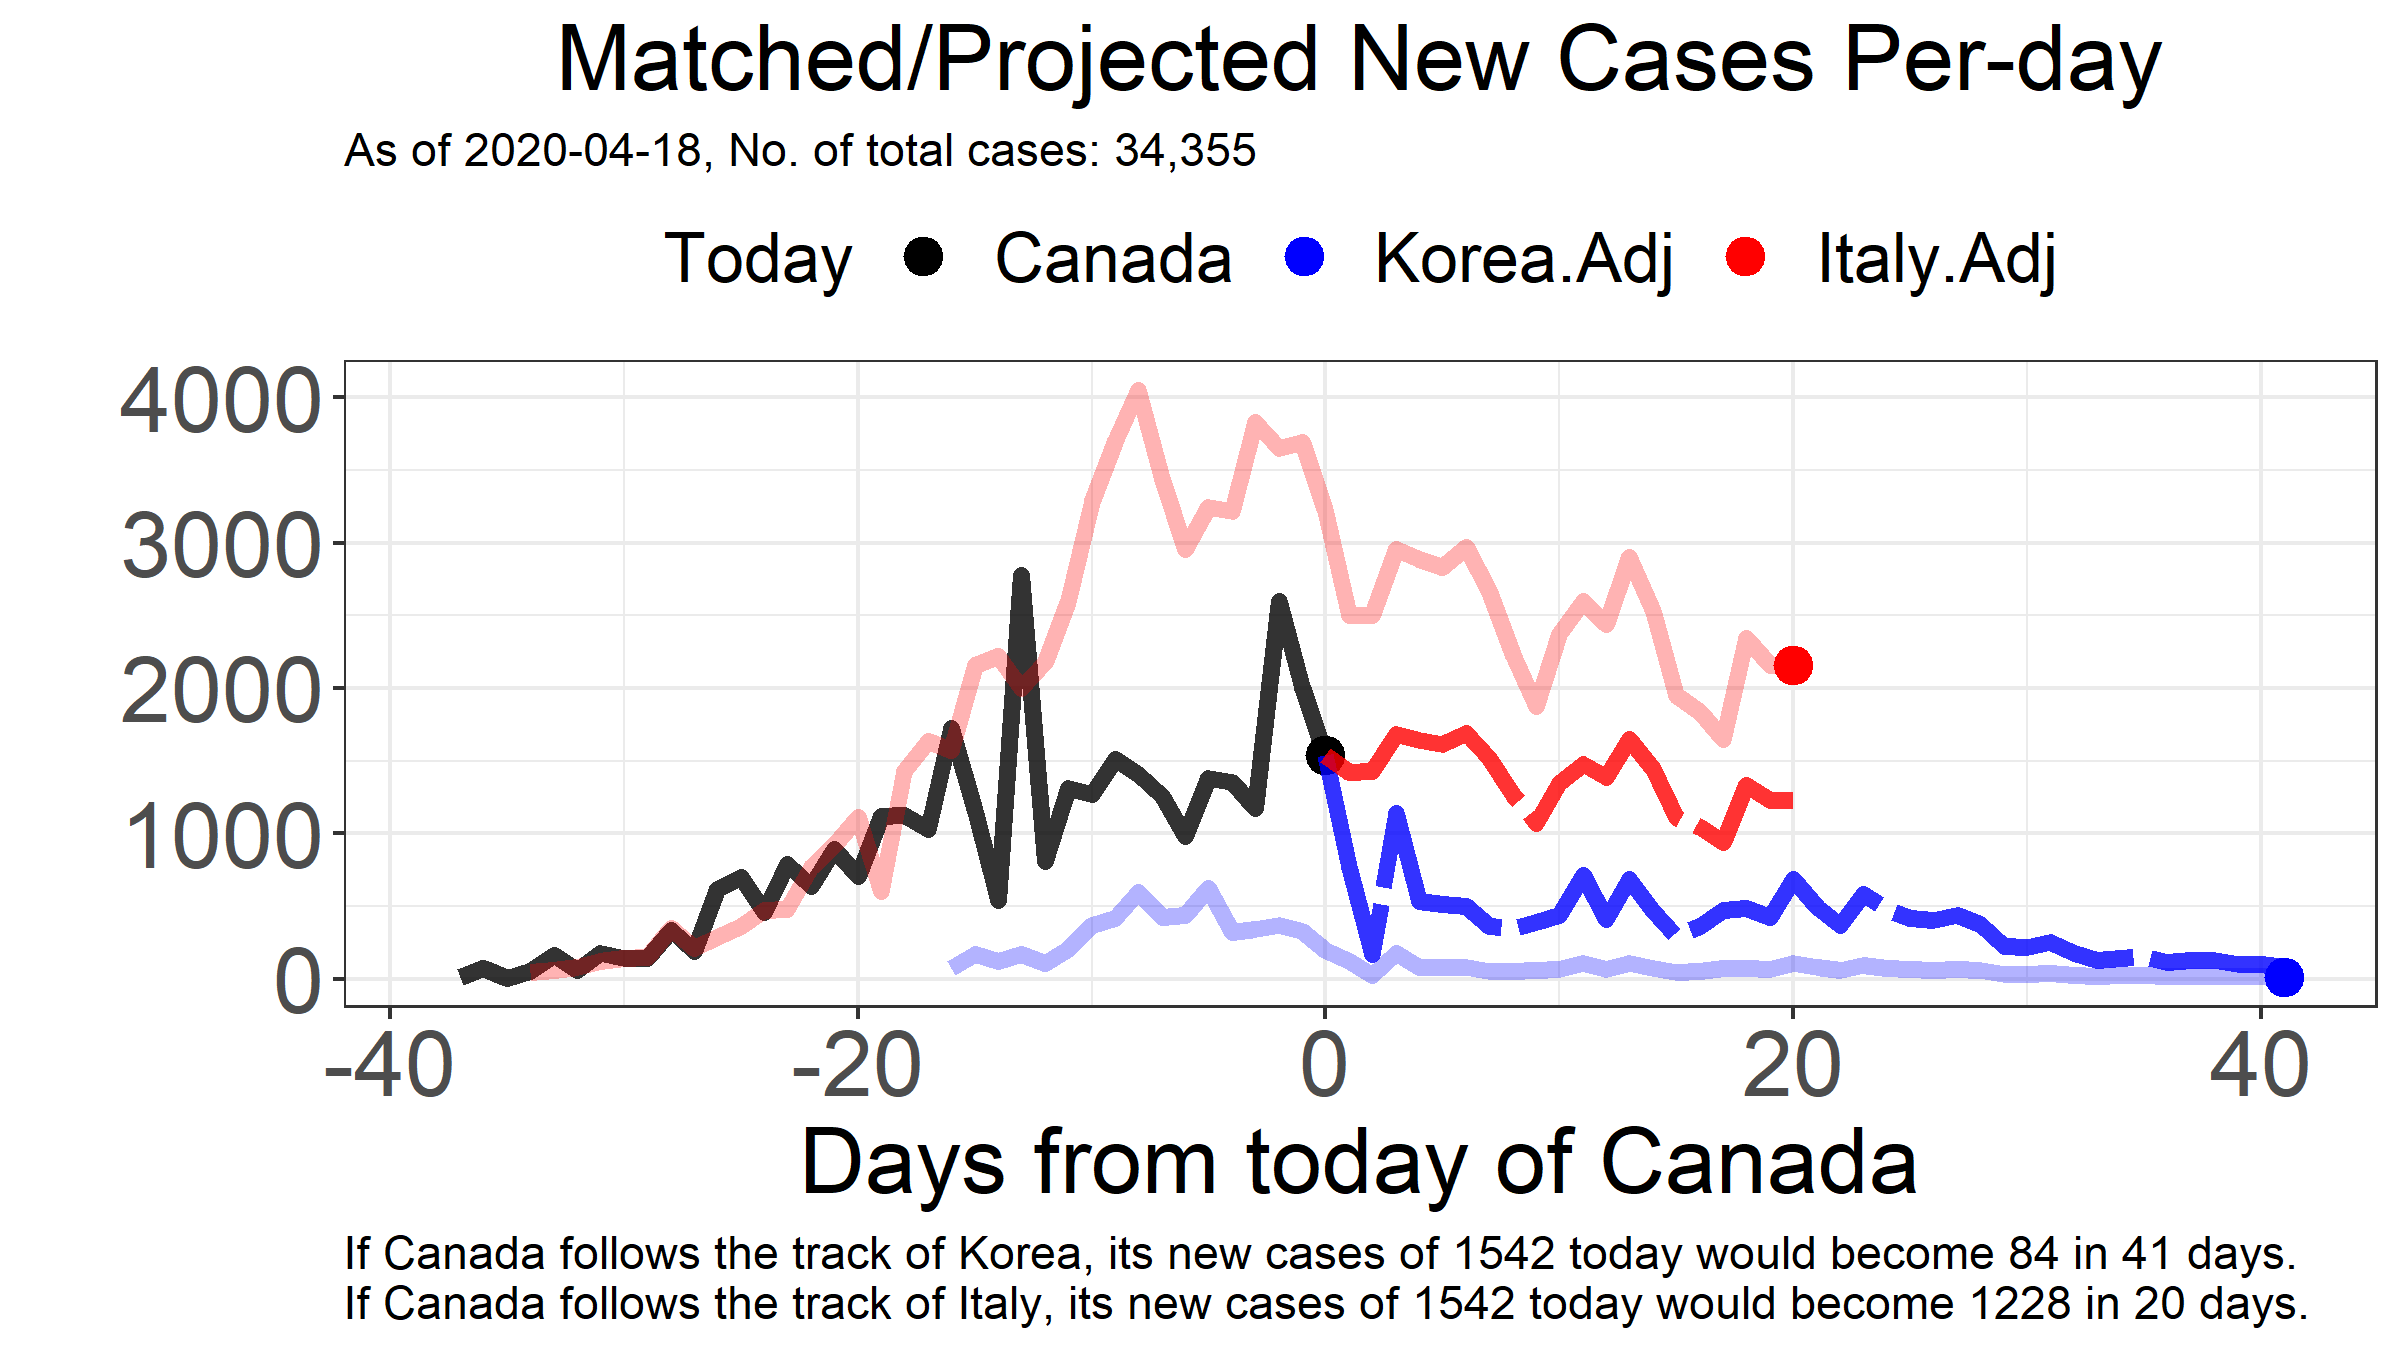 Matched/Projected New Cases Per-day
As of 2020-04-18, No. of total cases: 34,355
Today Canada Korea.Adj Italy.Adj
4000
3000
2000
1000
0
-40 -20 0 20 40
Days from today of Canada
If Canada follows the track of Korea, its new cases of 1542 today would become 84 in 41 days.
If Canada follows the track of Italy, its new cases of 1542 today would become 1228 in 20 days.